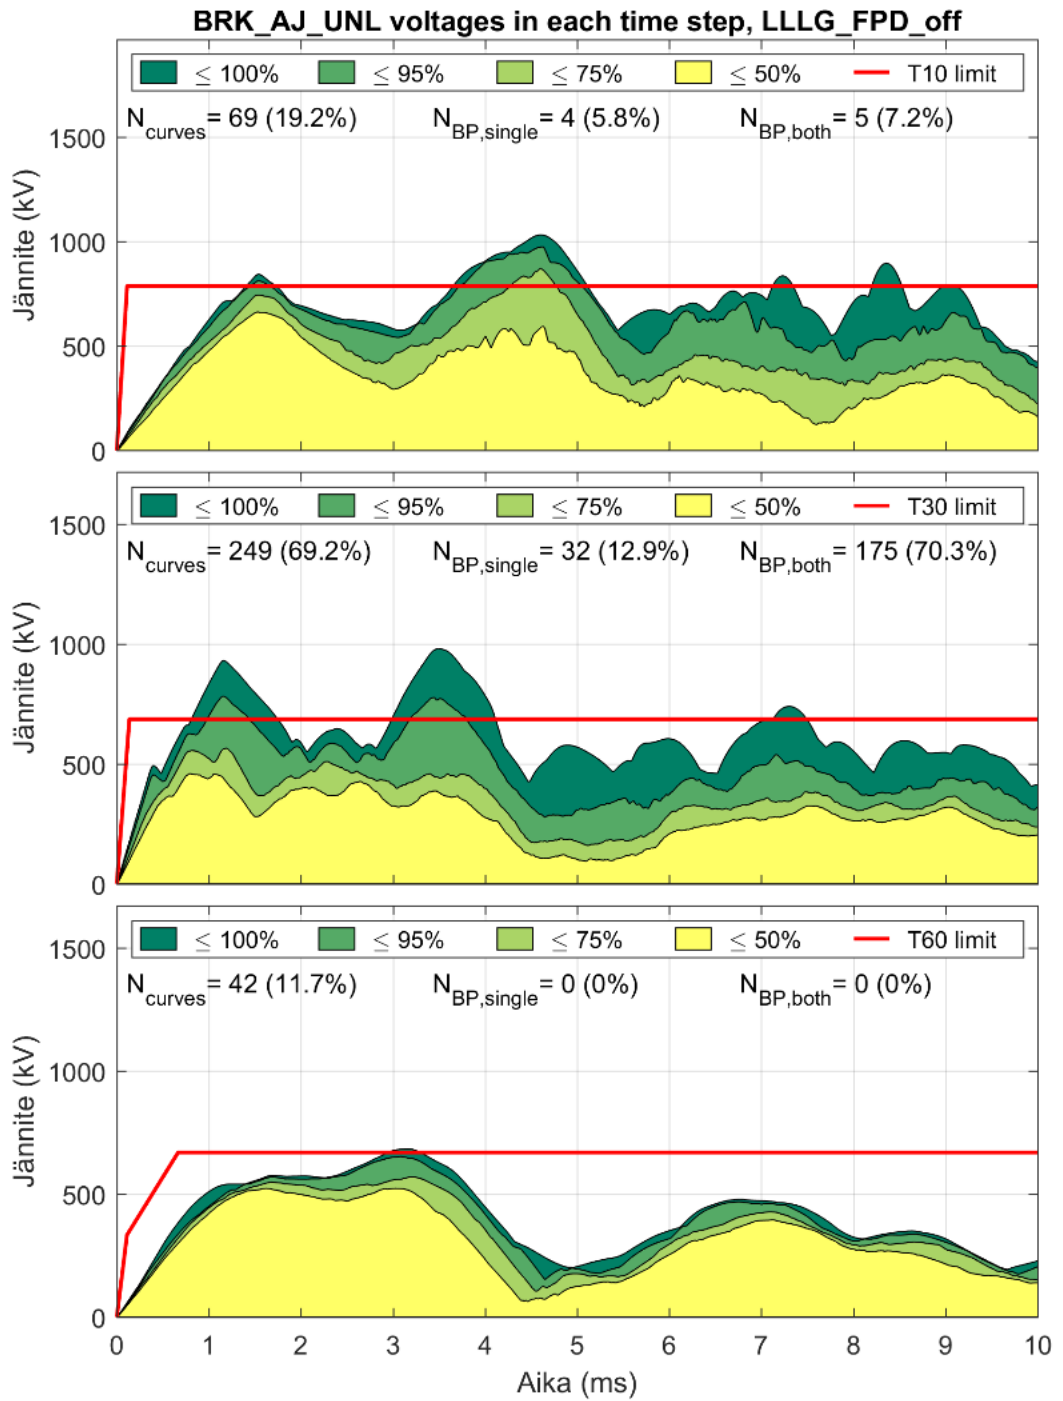 BRK_AJ_UNL voltages in each time step, LLLG_FPD_off
≤ 100% ≤ 95% ≤ 75% ≤ 50% T10 limit
N_curves = 69 (19.2%) N_BP,single = 4 (5.8%) N_BP,both = 5 (7.2%)
1500
1000
500
0
Jännite (kV)
≤ 100% ≤ 95% ≤ 75% ≤ 50% T30 limit
N_curves = 249 (69.2%) N_BP,single = 32 (12.9%) N_BP,both = 175 (70.3%)
1500
1000
500
0
Jännite (kV)
≤ 100% ≤ 95% ≤ 75% ≤ 50% T60 limit
N_curves = 42 (11.7%) N_BP,single = 0 (0%) N_BP,both = 0 (0%)
1500
1000
500
0
Jännite (kV)
0 1 2 3 4 5 6 7 8 9 10
Aika (ms)